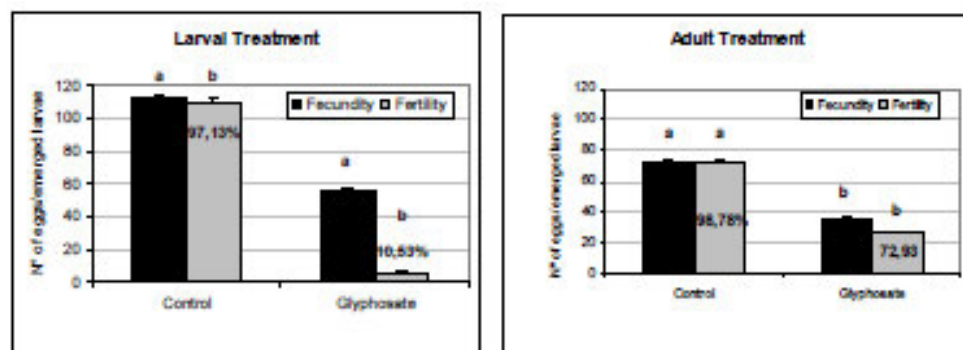 Larval Treatment
a b
120
100
80
60
40
20
0
Fecundity Fertility
97,13%
a
b
10,53%
N° of eggs/emerged larvae
Control Glyphosate
Adult Treatment
120
100
80
60
40
20
0
Fecundity Fertility
a a
98,78%
b b
72,93
N° of eggs/emerged larvae
Control Glyphosate